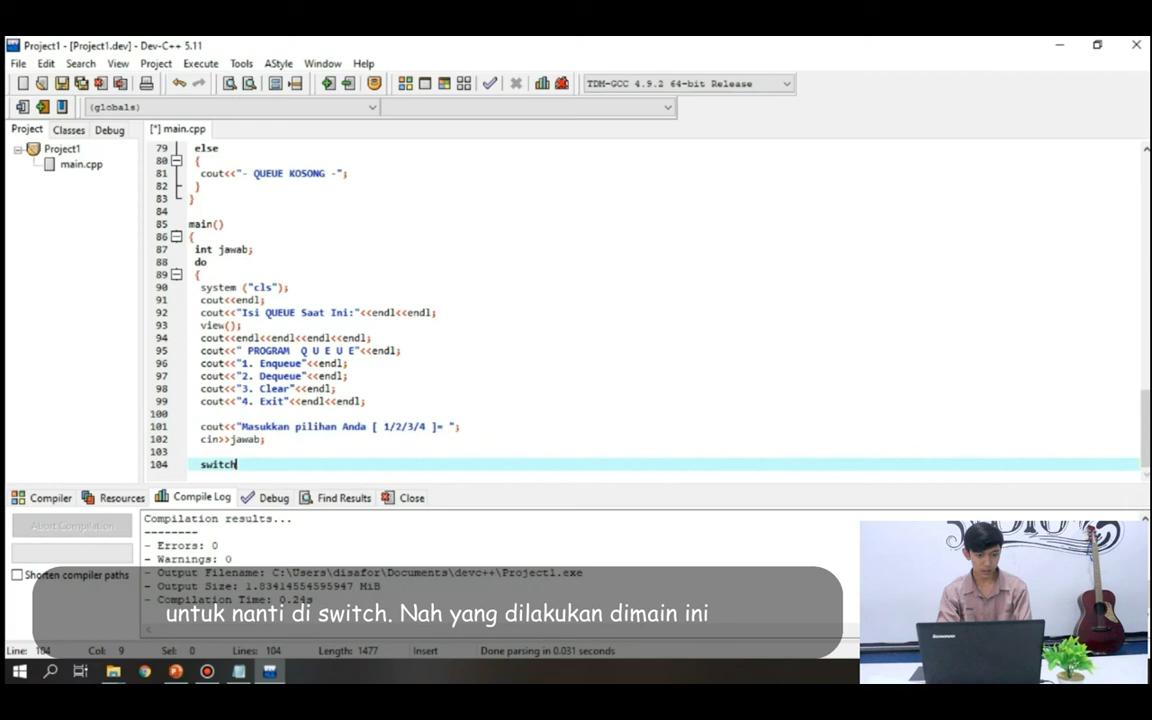 Project1 - [Project1.dev] - Dev-C++ 5.11
File Edit Search View Project Execute Tools AStyle Window Help
TDM-GCC 4.9.2 64-bit Release
(globals)
Project Classes Debug
[*] main.cpp
Project1
main.cpp
79 else
80 {
81 cout<<"- QUEUE KOSONG -";
82 }
83 }
84
85 main()
86 {
87 int jawab;
88 do
89 {
90 system ("cls");
91 cout<<endl;
92 cout<<"Isi QUEUE Saat Ini:"<<endl<<endl;
93 view();
94 cout<<endl<<endl<<endl<<endl;
95 cout<<" PROGRAM  Q U E U E"<<endl;
96 cout<<"1. Enqueue"<<endl;
97 cout<<"2. Dequeue"<<endl;
98 cout<<"3. Clear"<<endl;
99 cout<<"4. Exit"<<endl<<endl;
100
101 cout<<"Masukkan pilihan Anda [ 1/2/3/4 ]= ";
102 cin>>jawab;
103
104 switch
Compiler Resources Compile Log Debug Find Results Close
Abort Compilation
Shorten compiler paths
Compilation results...
--------
- Errors: 0
- Warnings: 0
- Output Filename: C:\Users\disafor\Documents\devc++\Project1.exe
- Output Size: 1.83414554595947 MiB
- Compilation Time: 0.24s
untuk nanti di switch. Nah yang dilakukan dimain ini
Line: 104 Col: 9 Sel: 0 Lines: 104 Length: 1477 Insert Done parsing in 0.031 seconds